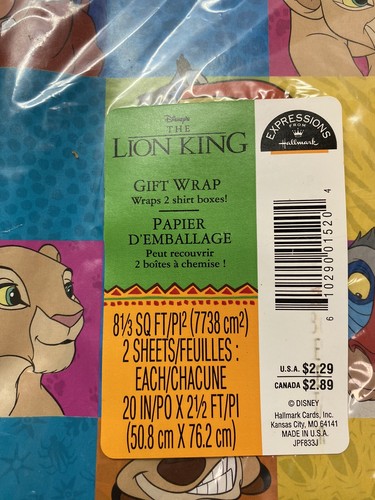 Disney's
THE
LION KING
GIFT WRAP
Wraps 2 shirt boxes!
PAPIER
D'EMBALLAGE
Peut recouvrir
2 boîtes à chemise !
8⅓ SQ FT/PI² (7738 cm²)
2 SHEETS/FEUILLES :
EACH/CHACUNE
20 IN/PO X 2½ FT/PI
(50.8 cm X 76.2 cm)
EXPRESSIONS
FROM
Hallmark
6 10290 01520 4
U.S.A. $2.29
CANADA $2.89
© DISNEY
Hallmark Cards, Inc.
Kansas City, MO 64141
MADE IN U.S.A.
JPF833J